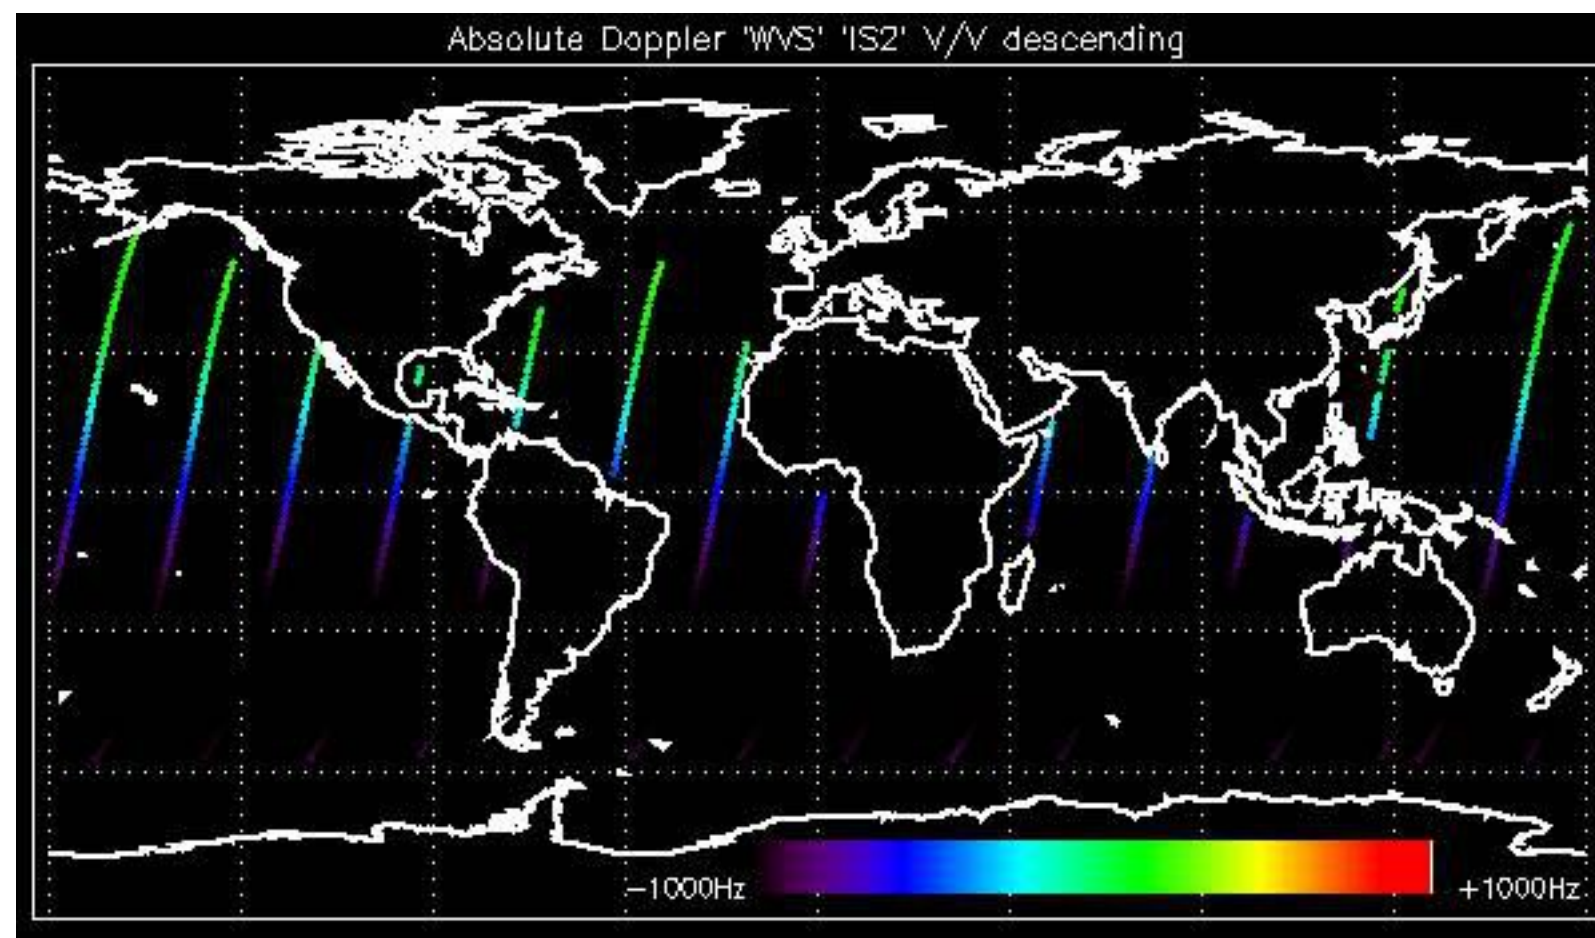 Absolute Doppler 'WVS' 'IS2' V/V descending
−1000Hz +1000Hz